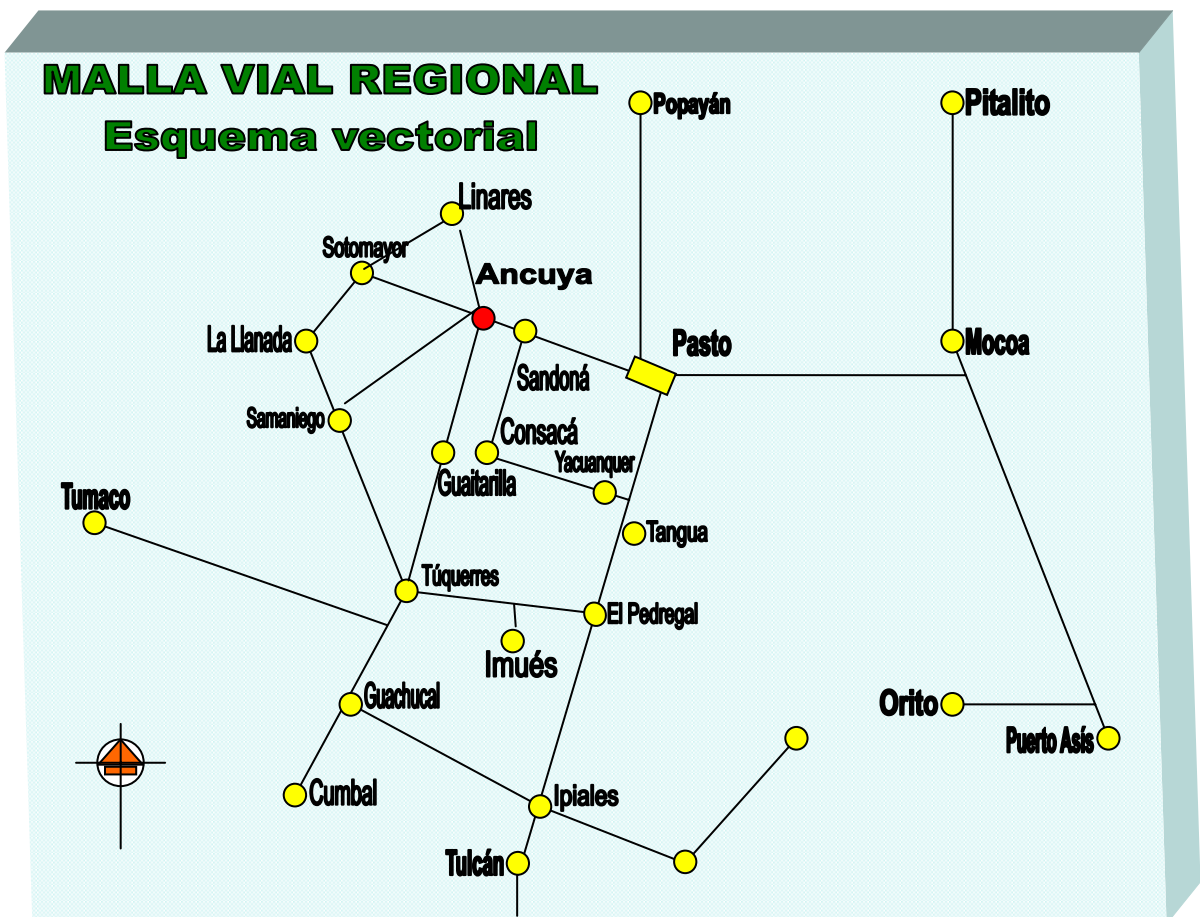 MALLA VIAL REGIONAL
Esquema vectorial
Popayán
Pitalito
Linares
Sotomayor
Ancuya
La Llanada
Pasto
Mocoa
Sandoná
Samaniego
Consacá
Yacuanquer
Guaitarilla
Tumaco
Tangua
Túquerres
El Pedregal
Imués
Guachucal
Orito
Puerto Asís
Cumbal
Ipiales
Tulcán